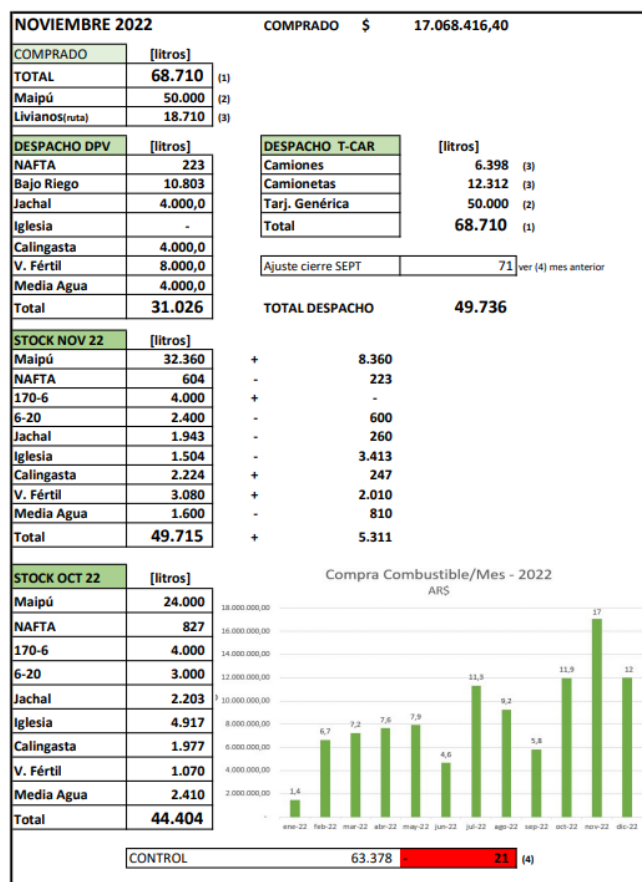 NOVIEMBRE 2022 COMPRADO $ 17.068.416,40
COMPRADO [litros]
TOTAL 68.710 (1)
Maipú 50.000 (2)
Livianos(ruta) 18.710 (3)
DESPACHO DPV [litros] DESPACHO T-CAR [litros]
NAFTA 223 Camiones 6.398 (3)
Bajo Riego 10.803 Camionetas 12.312 (3)
Jachal 4.000,0 Tarj. Genérica 50.000 (2)
Iglesia - Total 68.710 (1)
Calingasta 4.000,0
V. Fértil 8.000,0 Ajuste cierre SEPT 71 ver (4) mes anterior
Media Agua 4.000,0
Total 31.026 TOTAL DESPACHO 49.736
STOCK NOV 22 [litros]
Maipú 32.360 + 8.360
NAFTA 604 - 223
170-6 4.000 + -
6-20 2.400 - 600
Jachal 1.943 - 260
Iglesia 1.504 - 3.413
Calingasta 2.224 + 247
V. Fértil 3.080 + 2.010
Media Agua 1.600 - 810
Total 49.715 + 5.311
STOCK OCT 22 [litros]
Maipú 24.000
NAFTA 827
170-6 4.000
6-20 3.000
Jachal 2.203
Iglesia 4.917
Calingasta 1.977
V. Fértil 1.070
Media Agua 2.410
Total 44.404
Compra Combustible/Mes - 2022
AR$
18.000.000,00
16.000.000,00
14.000.000,00
12.000.000,00
10.000.000,00
8.000.000,00
6.000.000,00
4.000.000,00
2.000.000,00
-
1,4 6,7 7,2 7,6 7,9 4,6 11,3 9,2 5,8 11,9 17 12
ene-22 feb-22 mar-22 abr-22 may-22 jun-22 jul-22 ago-22 sep-22 oct-22 nov-22 dic-22
CONTROL 63.378 - 21 (4)